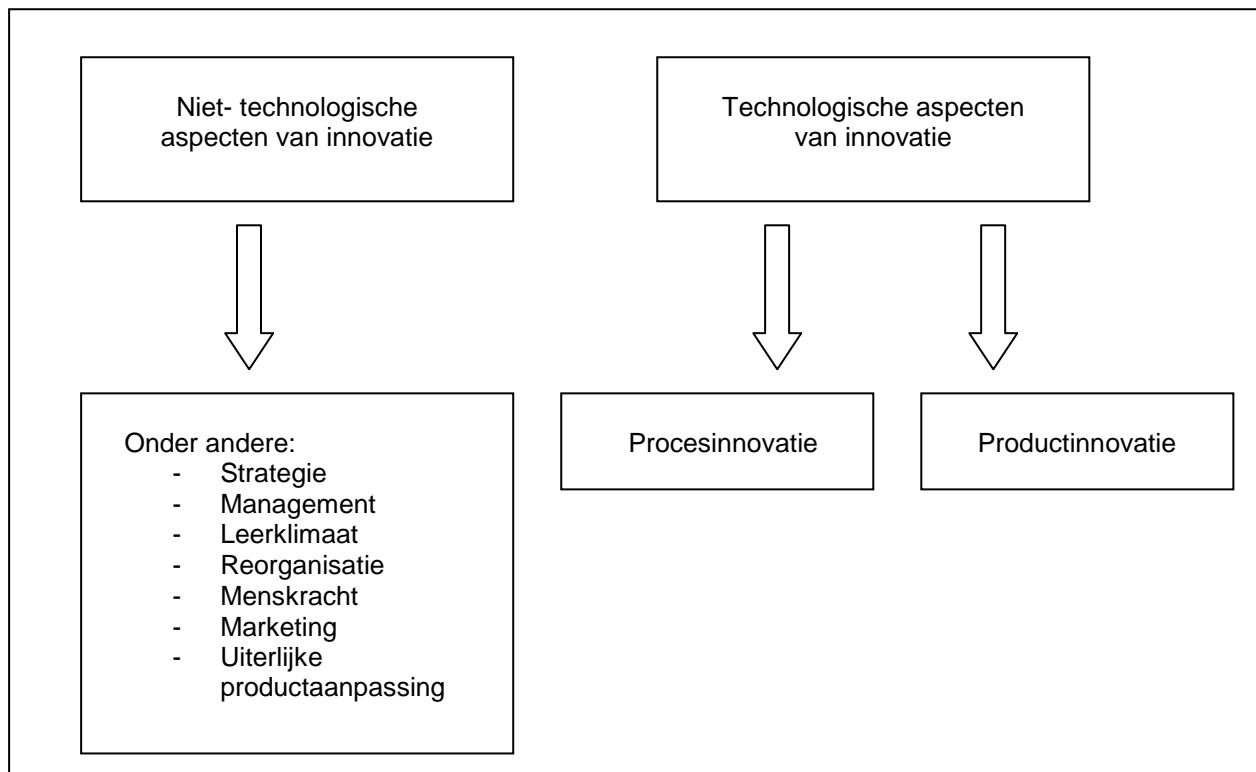 Niet- technologische
aspecten van innovatie
Technologische aspecten
van innovatie
Onder andere:
- Strategie
- Management
- Leerklimaat
- Reorganisatie
- Menskracht
- Marketing
- Uiterlijke
productaanpassing
Procesinnovatie
Productinnovatie